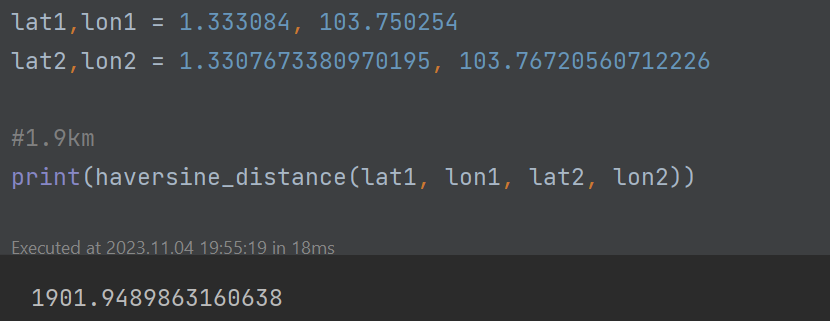 lat1,lon1 = 1.333084, 103.750254
lat2,lon2 = 1.3307673380970195, 103.76720560712226
#1.9km
print(haversine_distance(lat1, lon1, lat2, lon2))
Executed at 2023.11.04 19:55:19 in 18ms
1901.9489863160638